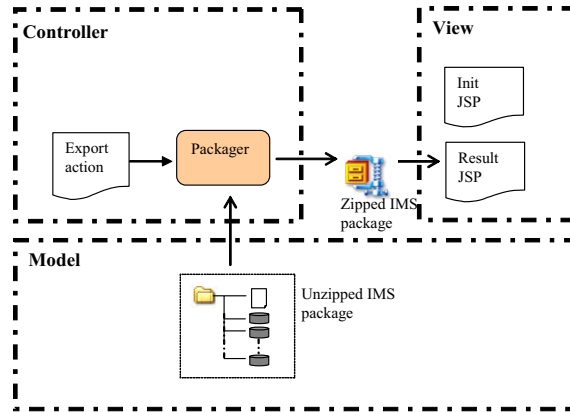 Controller
View
Init
JSP
Export
action
Packager
Result
JSP
Zipped IMS
package
Model
Unzipped IMS
package